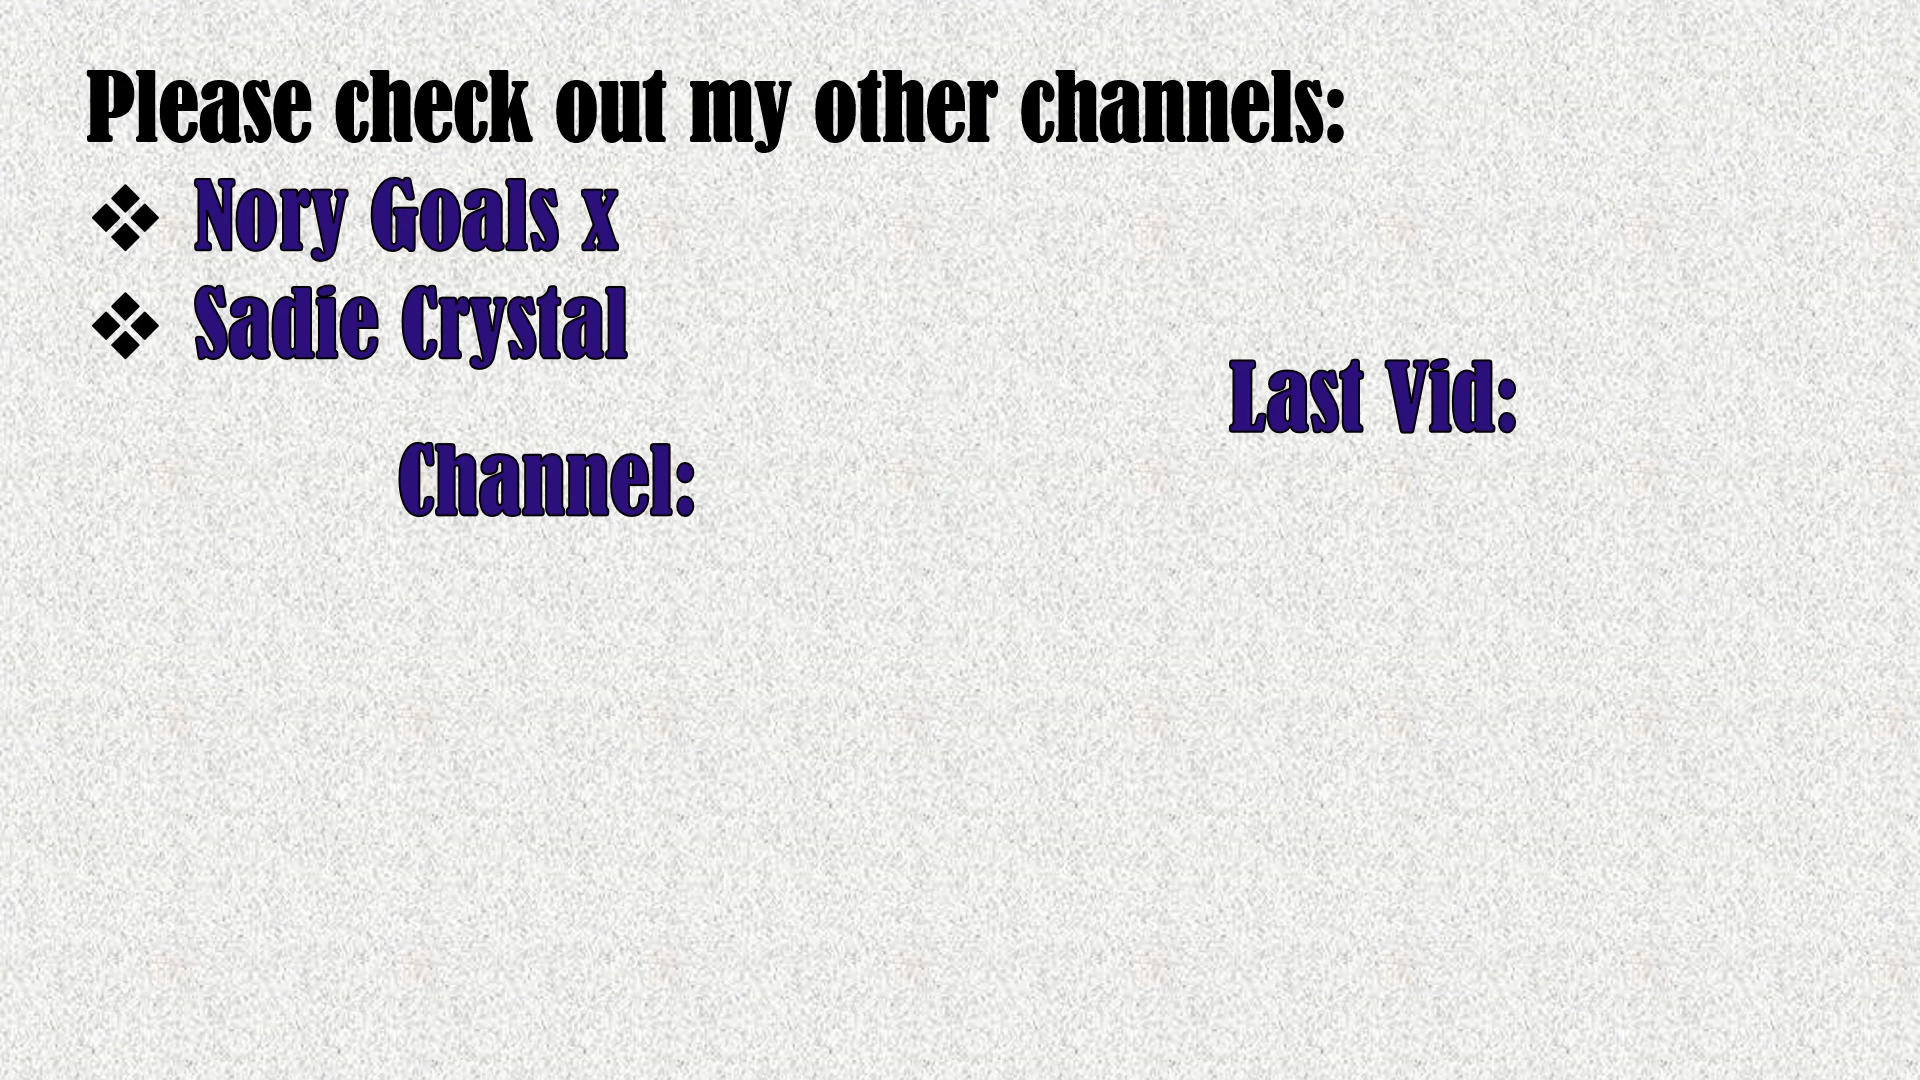 Please check out my other channels:
❖ Nory Goals x
❖ Sadie Crystal
Last Vid:
Channel: